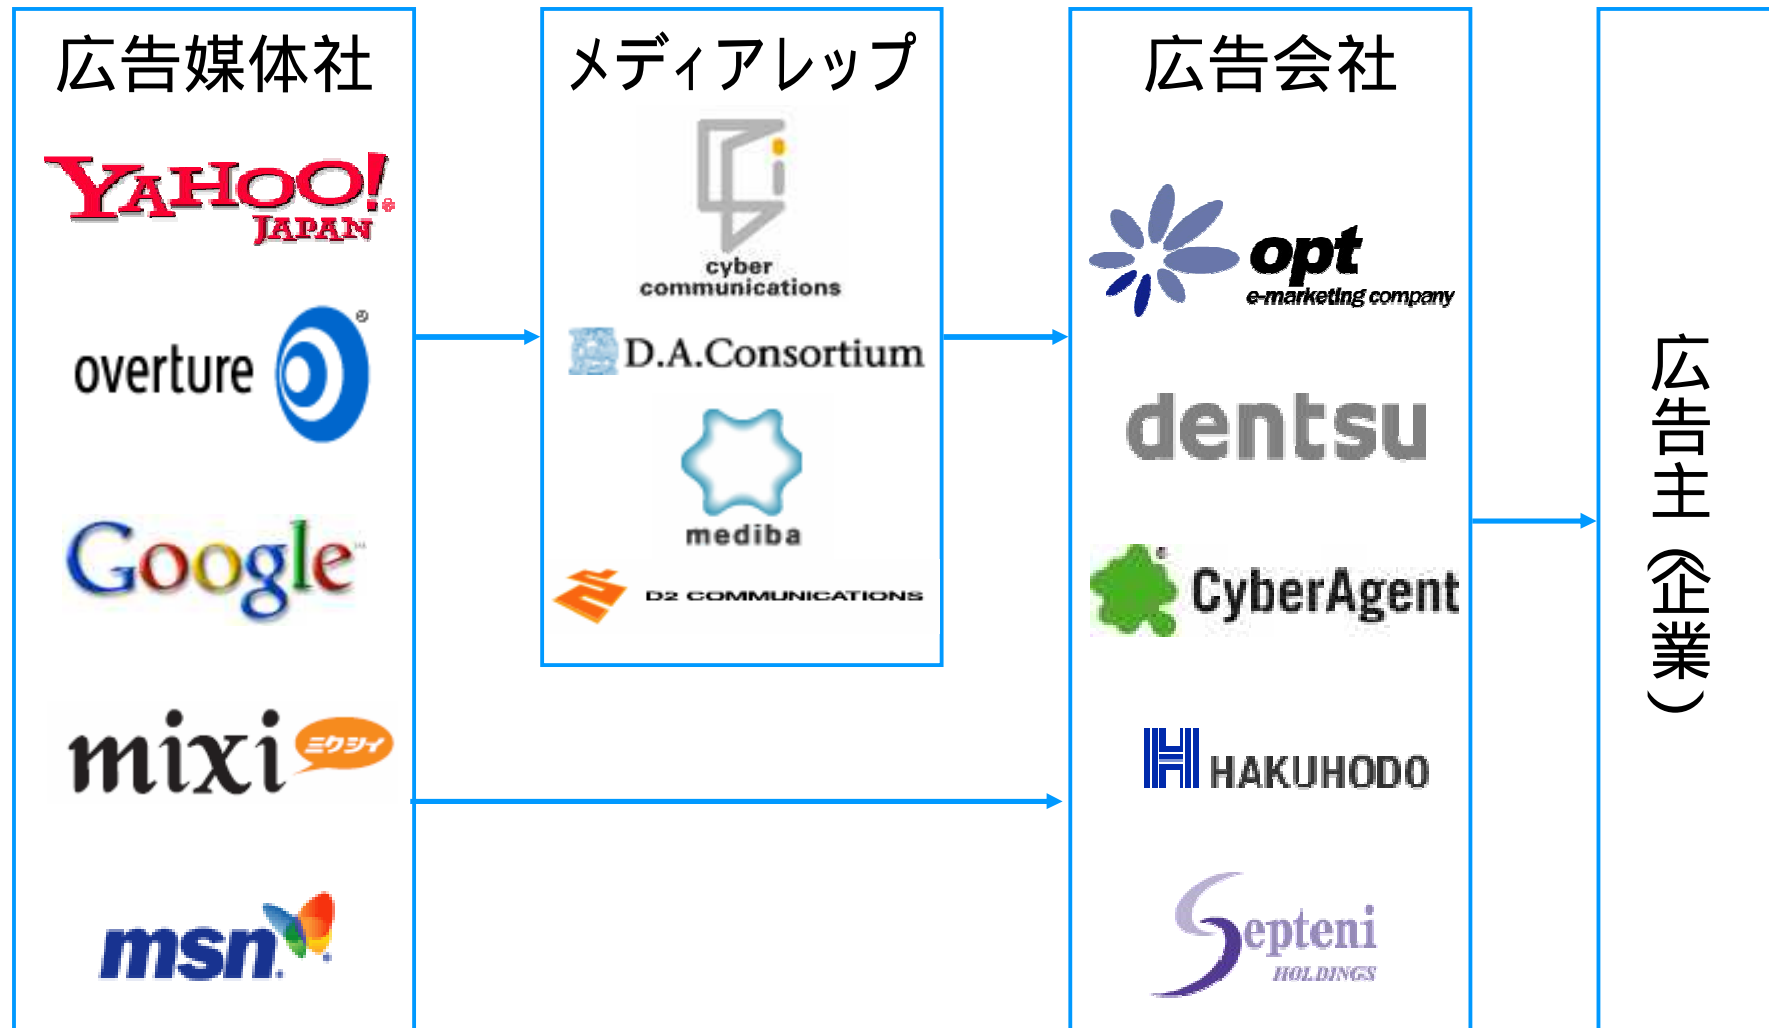 広告媒体社
YAHOO!
JAPAN
overture
Google
mixi ミクシィ
msn
メディアレップ
cyber
communications
D.A.Consortium
mediba
D2 COMMUNICATIONS
広告会社
opt
e-marketing company
dentsu
CyberAgent
HAKUHODO
Septeni
HOLDINGS
広告主（企業）